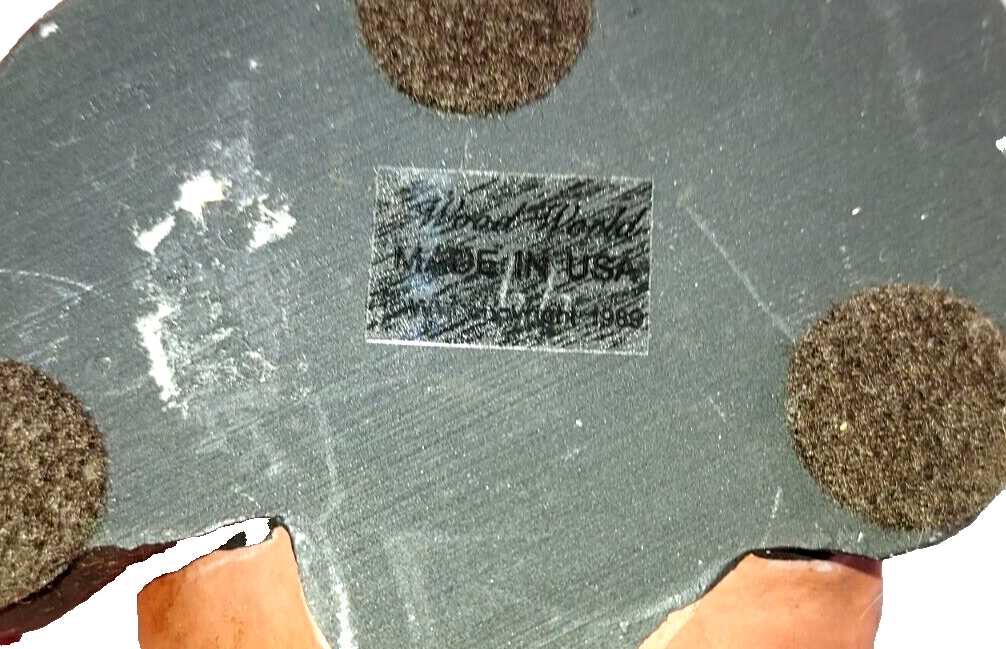 Wood World
MADE IN USA
copyright 1989